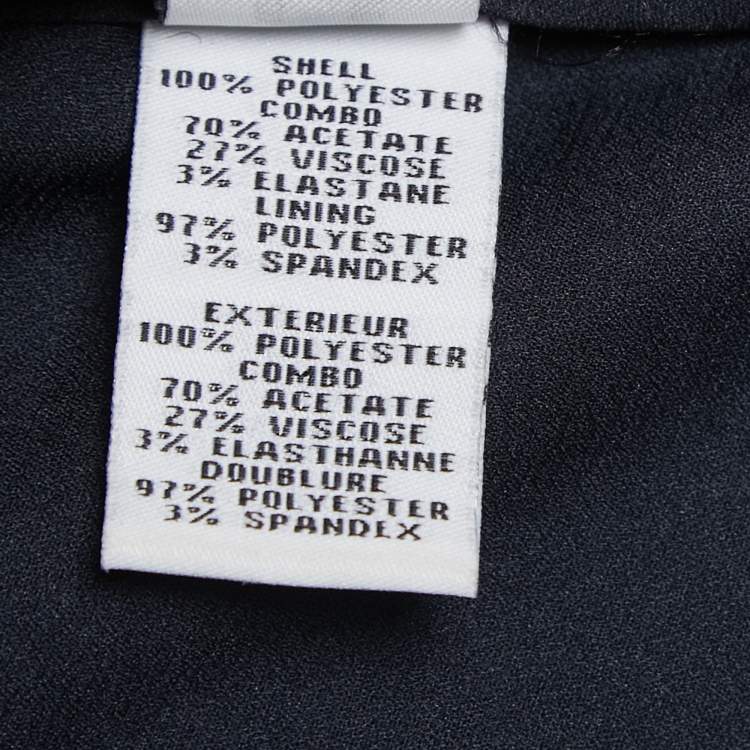 SHELL
100% POLYESTER
COMBO
70% ACETATE
27% VISCOSE
3% ELASTANE
LINING
97% POLYESTER
3% SPANDEX
EXTERIEUR
100% POLYESTER
COMBO
70% ACETATE
27% VISCOSE
3% ELASTHANNE
DOUBLURE
97% POLYESTER
3% SPANDEX